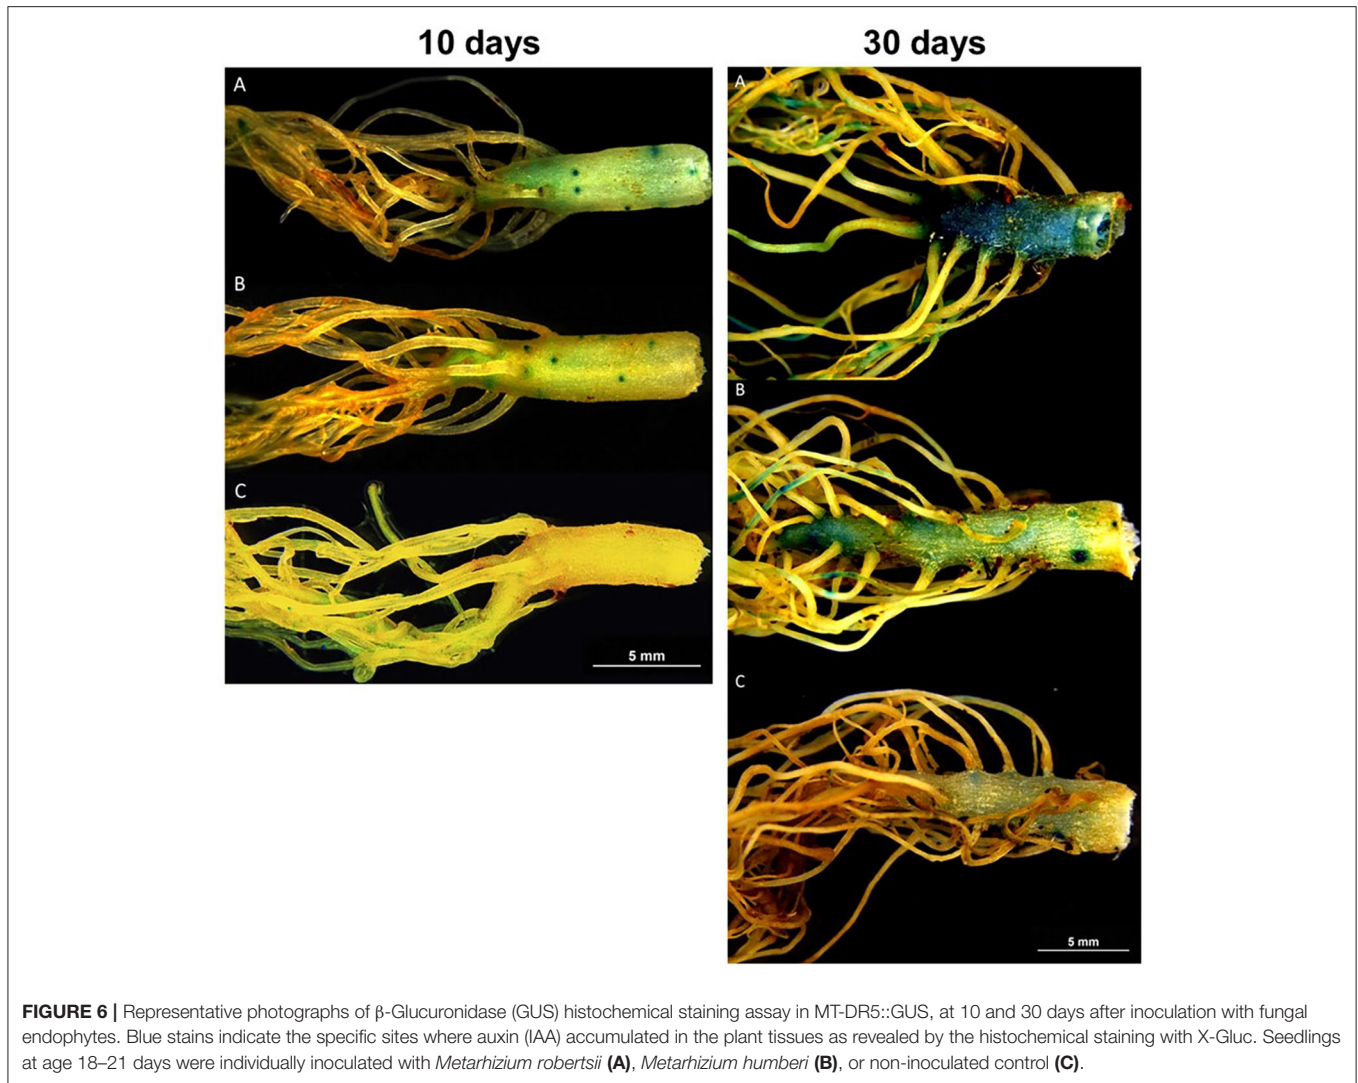 10 days
30 days
A
B
C
5 mm
A
B
C
5 mm
FIGURE 6 | Representative photographs of β-Glucuronidase (GUS) histochemical staining assay in MT-DR5::GUS, at 10 and 30 days after inoculation with fungal
endophytes. Blue stains indicate the specific sites where auxin (IAA) accumulated in the plant tissues as revealed by the histochemical staining with X-Gluc. Seedlings
at age 18–21 days were individually inoculated with Metarhizium robertsii (A), Metarhizium humberi (B), or non-inoculated control (C).